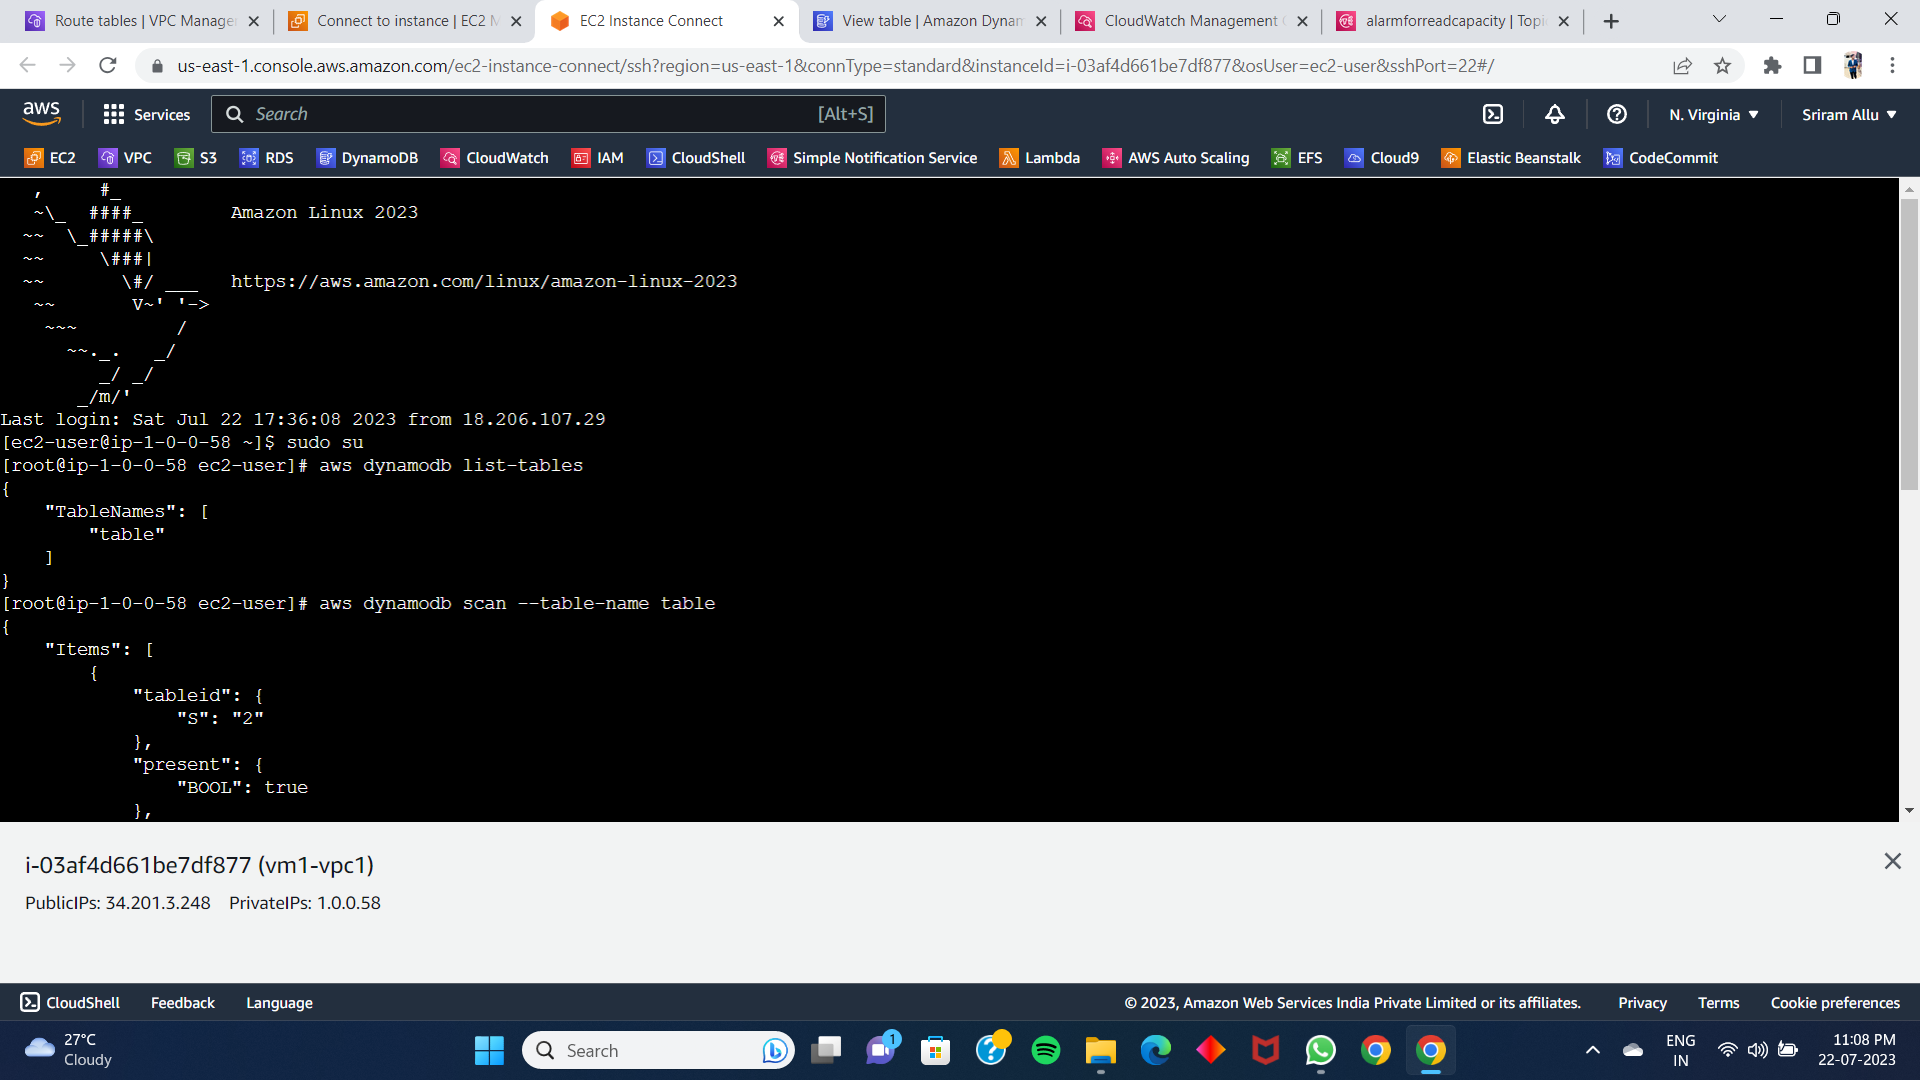 Route tables | VPC Manage
Connect to instance | EC2 M
EC2 Instance Connect
View table | Amazon Dynam
CloudWatch Management C
alarmforreadcapacity | Topi
us-east-1.console.aws.amazon.com/ec2-instance-connect/ssh?region=us-east-1&connType=standard&instanceId=i-03af4d661be7df877&osUser=ec2-user&sshPort=22#/
aws
Services
Search
[Alt+S]
N. Virginia
Sriram Allu
EC2
VPC
S3
RDS
DynamoDB
CloudWatch
IAM
CloudShell
Simple Notification Service
Lambda
AWS Auto Scaling
EFS
Cloud9
Elastic Beanstalk
CodeCommit
   ,     #_
   ~\_  ####_        Amazon Linux 2023
  ~~  \_#####\
  ~~     \###|
  ~~       \#/ ___   https://aws.amazon.com/linux/amazon-linux-2023
   ~~       V~' '->
    ~~~         /
      ~~._.   _/
         _/ _/
       _/m/'
Last login: Sat Jul 22 17:36:08 2023 from 18.206.107.29
[ec2-user@ip-1-0-0-58 ~]$ sudo su
[root@ip-1-0-0-58 ec2-user]# aws dynamodb list-tables
{
    "TableNames": [
        "table"
    ]
}
[root@ip-1-0-0-58 ec2-user]# aws dynamodb scan --table-name table
{
    "Items": [
        {
            "tableid": {
                "S": "2"
            },
            "present": {
                "BOOL": true
            },
i-03af4d661be7df877 (vm1-vpc1)
PublicIPs: 34.201.3.248    PrivateIPs: 1.0.0.58
CloudShell
Feedback
Language
© 2023, Amazon Web Services India Private Limited or its affiliates.
Privacy
Terms
Cookie preferences
27°C
Cloudy
Search
1
ENG
IN
11:08 PM
22-07-2023